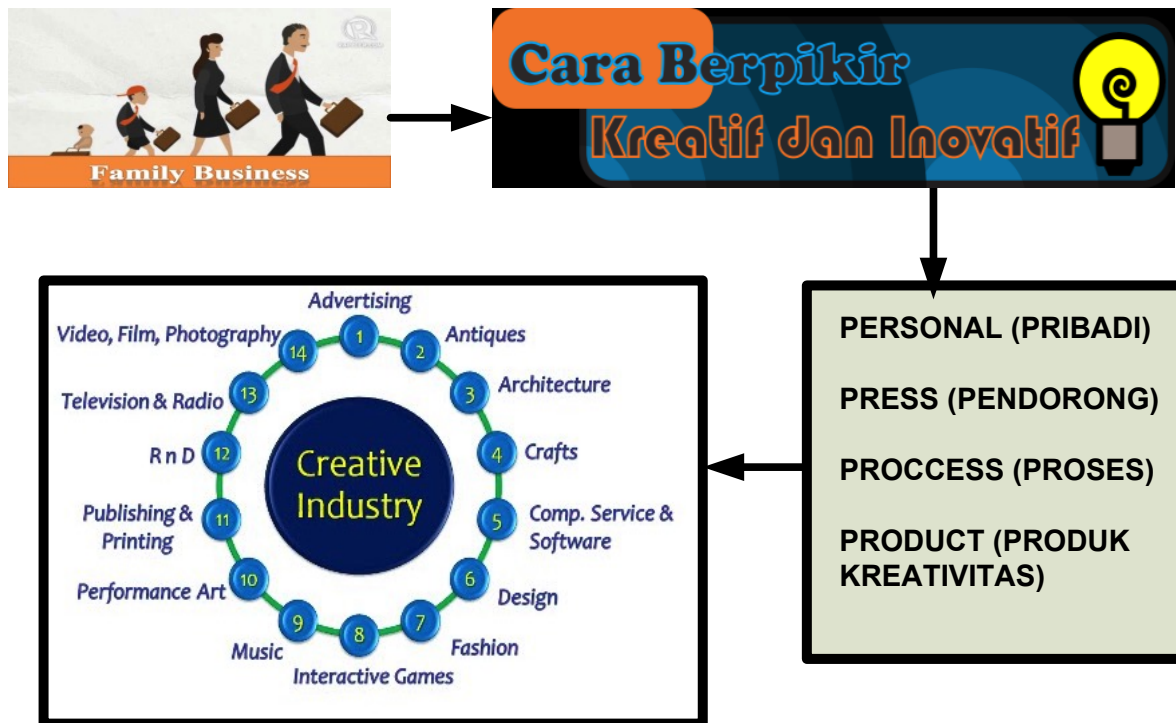 Family Business
Cara Berpikir
Kreatif dan Inovatif
PERSONAL (PRIBADI)
PRESS (PENDORONG)
PROCCESS (PROSES)
PRODUCT (PRODUK
KREATIVITAS)
Creative
Industry
1
Advertising
2
Antiques
3
Architecture
4
Crafts
5
Comp. Service &
Software
6
Design
7
Fashion
8
Interactive Games
9
Music
10
Performance Art
11
Publishing &
Printing
12
R n D
13
Television & Radio
14
Video, Film, Photography